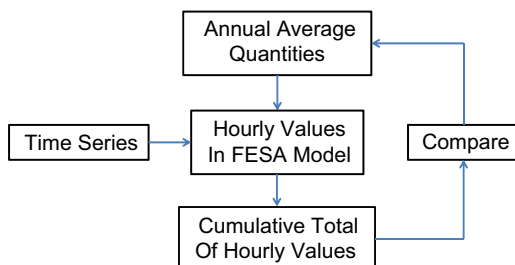 Annual Average
Quantities
Time Series
Hourly Values
In FESA Model
Compare
Cumulative Total
Of Hourly Values